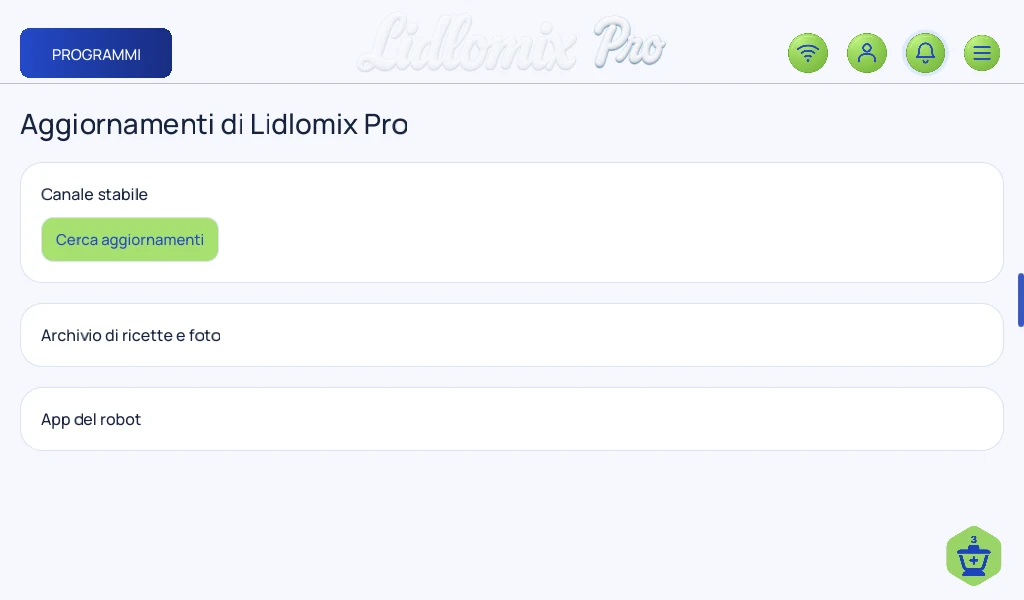 PROGRAMMI
Lidlomix Pro
Aggiornamenti di Lidlomix Pro
Canale stabile
Cerca aggiornamenti
Archivio di ricette e foto
App del robot
3